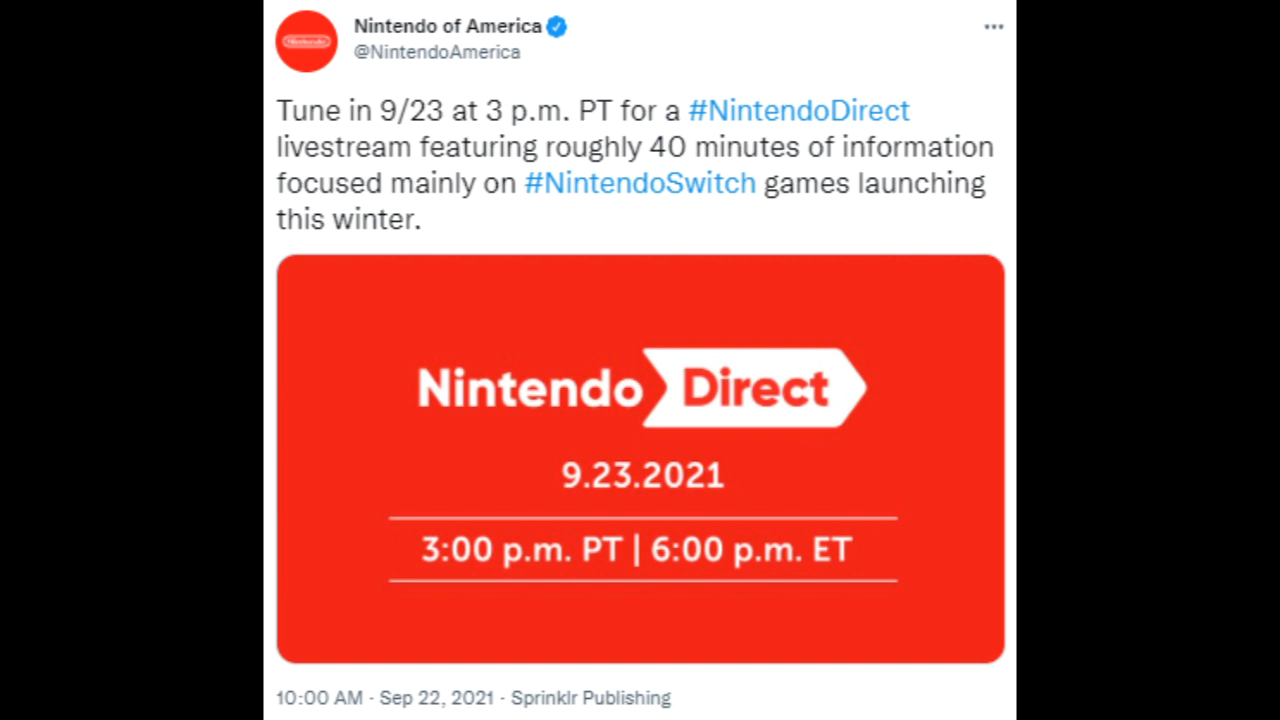 Nintendo of America
@NintendoAmerica
Tune in 9/23 at 3 p.m. PT for a #NintendoDirect
livestream featuring roughly 40 minutes of information
focused mainly on #NintendoSwitch games launching
this winter.
Nintendo Direct
9.23.2021
3:00 p.m. PT | 6:00 p.m. ET
10:00 AM · Sep 22, 2021 · Sprinklr Publishing